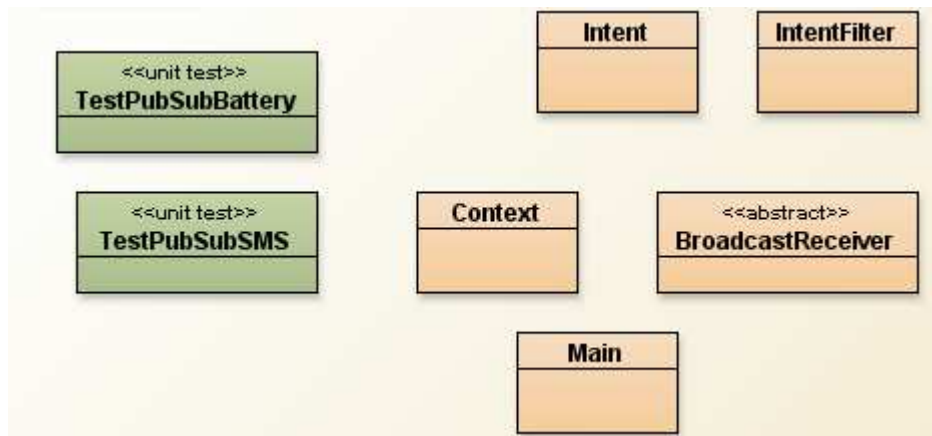 Intent
IntentFilter
<<unit test>>
TestPubSubBattery
<<unit test>>
TestPubSubSMS
Context
<<abstract>>
BroadcastReceiver
Main